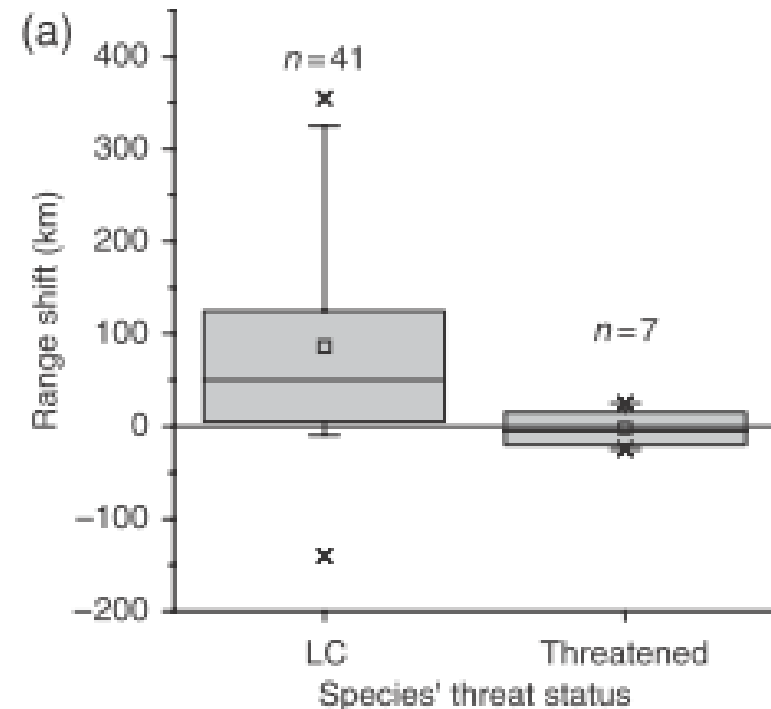 (a)
400
300
200
100
0
−100
−200
n=41
n=7
Range shift (km)
LC
Threatened
Species' threat status